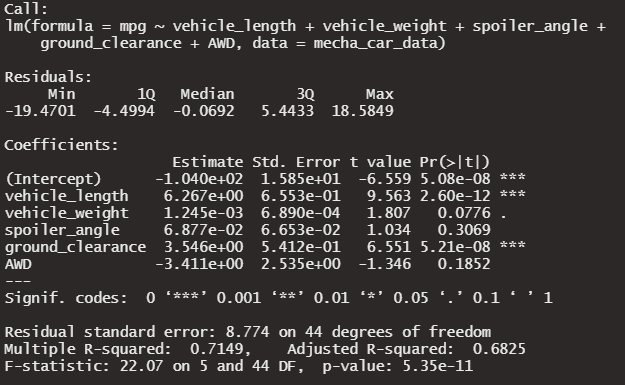 Call:
lm(formula = mpg ~ vehicle_length + vehicle_weight + spoiler_angle +
    ground_clearance + AWD, data = mecha_car_data)

Residuals:
     Min       1Q   Median       3Q      Max
-19.4701  -4.4994  -0.0692   5.4433  18.5849

Coefficients:
                   Estimate Std. Error t value Pr(>|t|)
(Intercept)      -1.040e+02  1.585e+01  -6.559 5.08e-08 ***
vehicle_length    6.267e+00  6.553e-01   9.563 2.60e-12 ***
vehicle_weight    1.245e-03  6.890e-04   1.807   0.0776 .
spoiler_angle     6.877e-02  6.653e-02   1.034   0.3069
ground_clearance  3.546e+00  5.412e-01   6.551 5.21e-08 ***
AWD              -3.411e+00  2.535e+00  -1.346   0.1852
---
Signif. codes:  0 ‘***’ 0.001 ‘**’ 0.01 ‘*’ 0.05 ‘.’ 0.1 ‘ ’ 1

Residual standard error: 8.774 on 44 degrees of freedom
Multiple R-squared:  0.7149,    Adjusted R-squared:  0.6825
F-statistic: 22.07 on 5 and 44 DF,  p-value: 5.35e-11